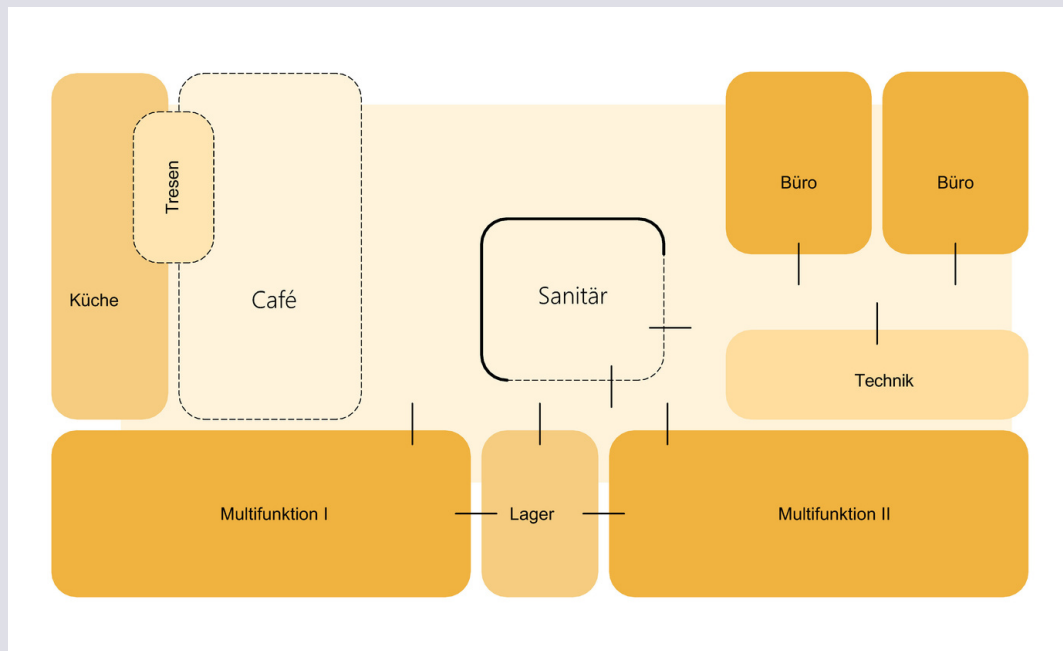 Tresen
Küche
Café
Sanitär
Büro
Büro
Technik
Multifunktion I
Lager
Multifunktion II